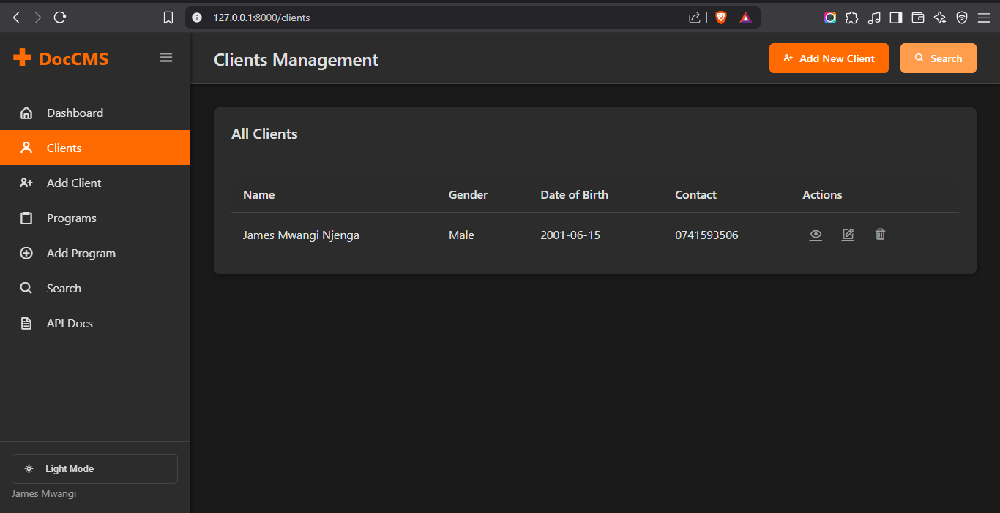 127.0.0.1:8000/clients
DocCMS
Clients Management
Add New Client
Search
Dashboard
Clients
Add Client
Programs
Add Program
Search
API Docs
All Clients
Name Gender Date of Birth Contact Actions
James Mwangi Njenga Male 2001-06-15 0741593506
Light Mode
James Mwangi